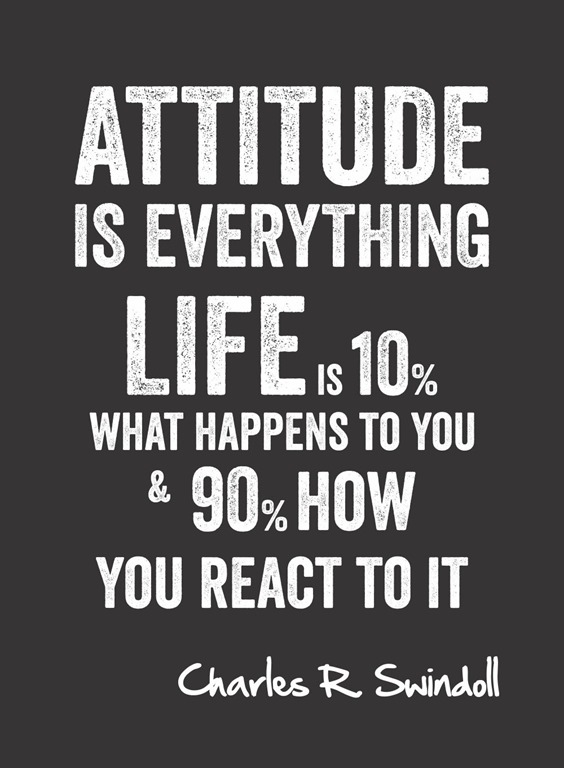 ATTITUDE
IS EVERYTHING
LIFE IS 10%
WHAT HAPPENS TO YOU
& 90% HOW
YOU REACT TO IT
Charles R. Swindoll